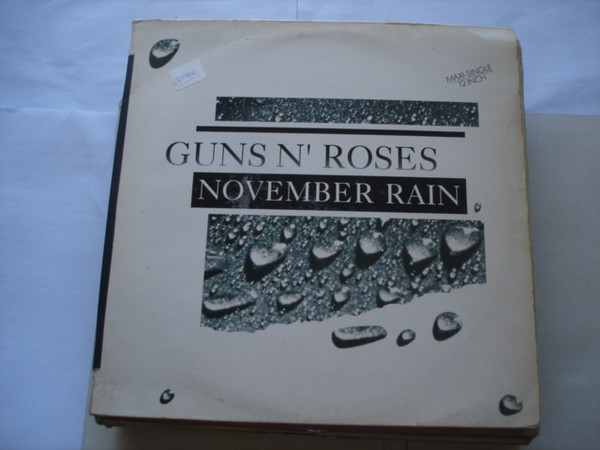 MAXI-SINGLE
12 INCH
GUNS N' ROSES
NOVEMBER RAIN